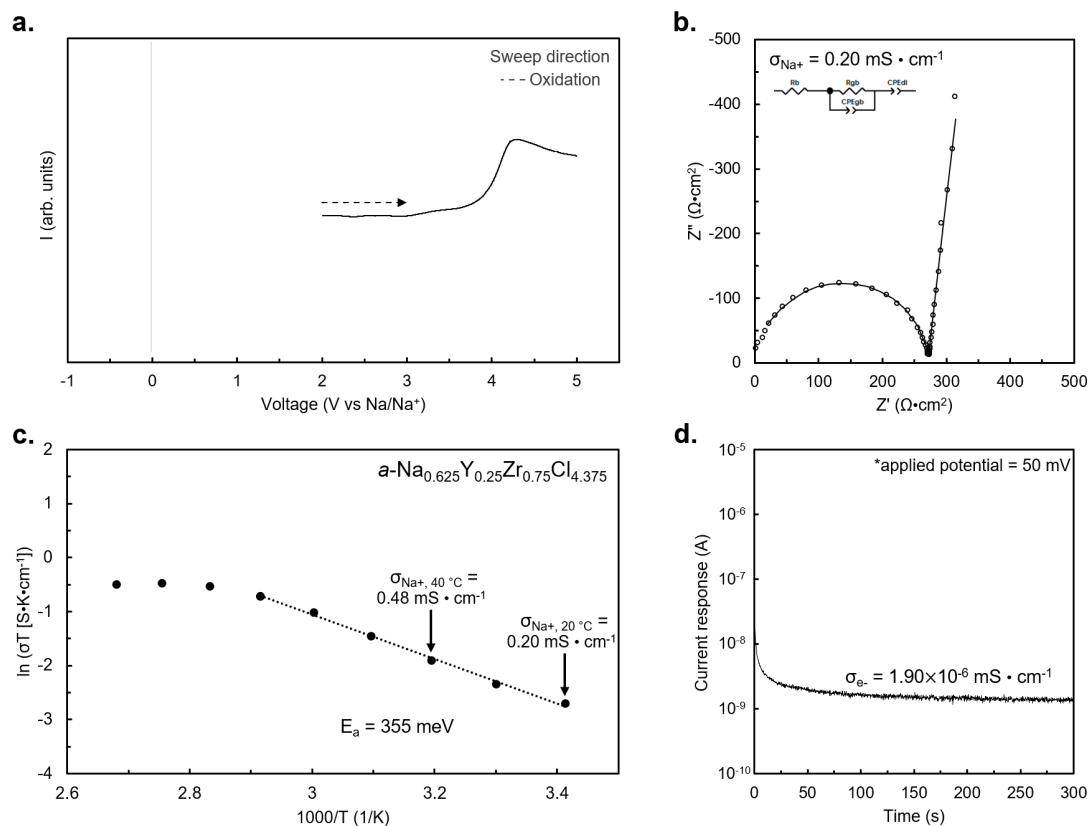 a.
Sweep direction
Oxidation
I (arb. units)
-1 0 1 2 3 4 5
Voltage (V vs Na/Na⁺)
b.
-500
-400
-300
-200
-100
0
σNa+ = 0.20 mS • cm⁻¹
Rb Rgb CPEdl
CPEgb
Z'' (Ω•cm²)
0 100 200 300 400 500
Z' (Ω•cm²)
c.
2
1
0
-1
-2
-3
-4
a-Na₀.₆₂₅Y₀.₂₅Zr₀.₇₅Cl₄.₃₇₅
σNa+, 40 °C =
0.48 mS • cm⁻¹
σNa+, 20 °C =
0.20 mS • cm⁻¹
Eₐ = 355 meV
ln (σT [S•K•cm⁻¹])
2.6 2.8 3 3.2 3.4
1000/T (1/K)
d.
10⁻⁵
10⁻⁶
10⁻⁷
10⁻⁸
10⁻⁹
10⁻¹⁰
*applied potential = 50 mV
σe- = 1.90×10⁻⁶ mS • cm⁻¹
Current response (A)
0 50 100 150 200 250 300
Time (s)